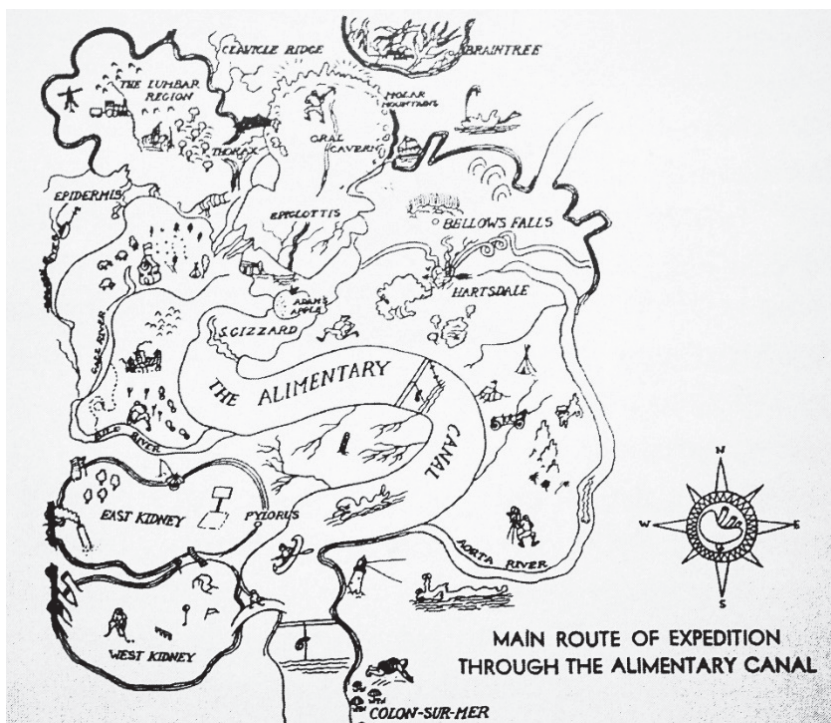 CLAVICLE RIDGE
BRAINTREE
THE LUMBAR
REGION
MOLAR
MOUNTAINS
ORAL
CAVERN
THORAX
EPIDERMIS
EPIGLOTTIS
BELLOWS FALLS
HARTSDALE
ADAM'S
APPLE
S. GIZZARD
THE ALIMENTARY
CANAL
BILE RIVER
EAST KIDNEY
PYLORUS
AORTA RIVER
WEST KIDNEY
COLON-SUR-MER
N
W
E
S
MAIN ROUTE OF EXPEDITION
THROUGH THE ALIMENTARY CANAL